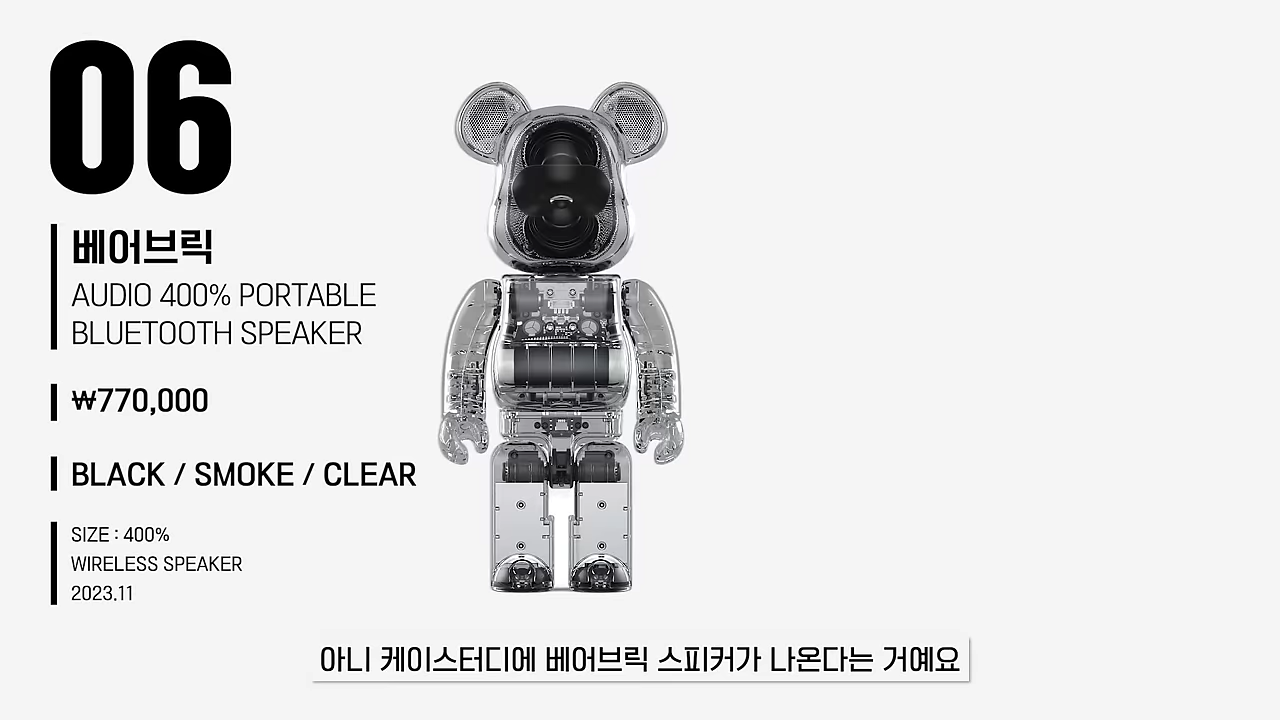 06
베어브릭
AUDIO 400% PORTABLE
BLUETOOTH SPEAKER
₩770,000
BLACK / SMOKE / CLEAR
SIZE : 400%
WIRELESS SPEAKER
2023.11
아니 케이스터디에 베어브릭 스피커가 나온다는 거예요